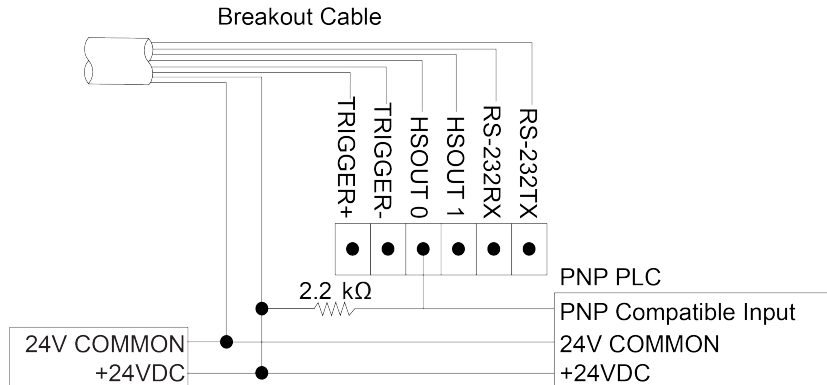 Breakout Cable
TRIGGER+
TRIGGER-
HSOUT 0
HSOUT 1
RS-232RX
RS-232TX
PNP PLC
2.2 kΩ
PNP Compatible Input
24V COMMON
24V COMMON
+24VDC
+24VDC